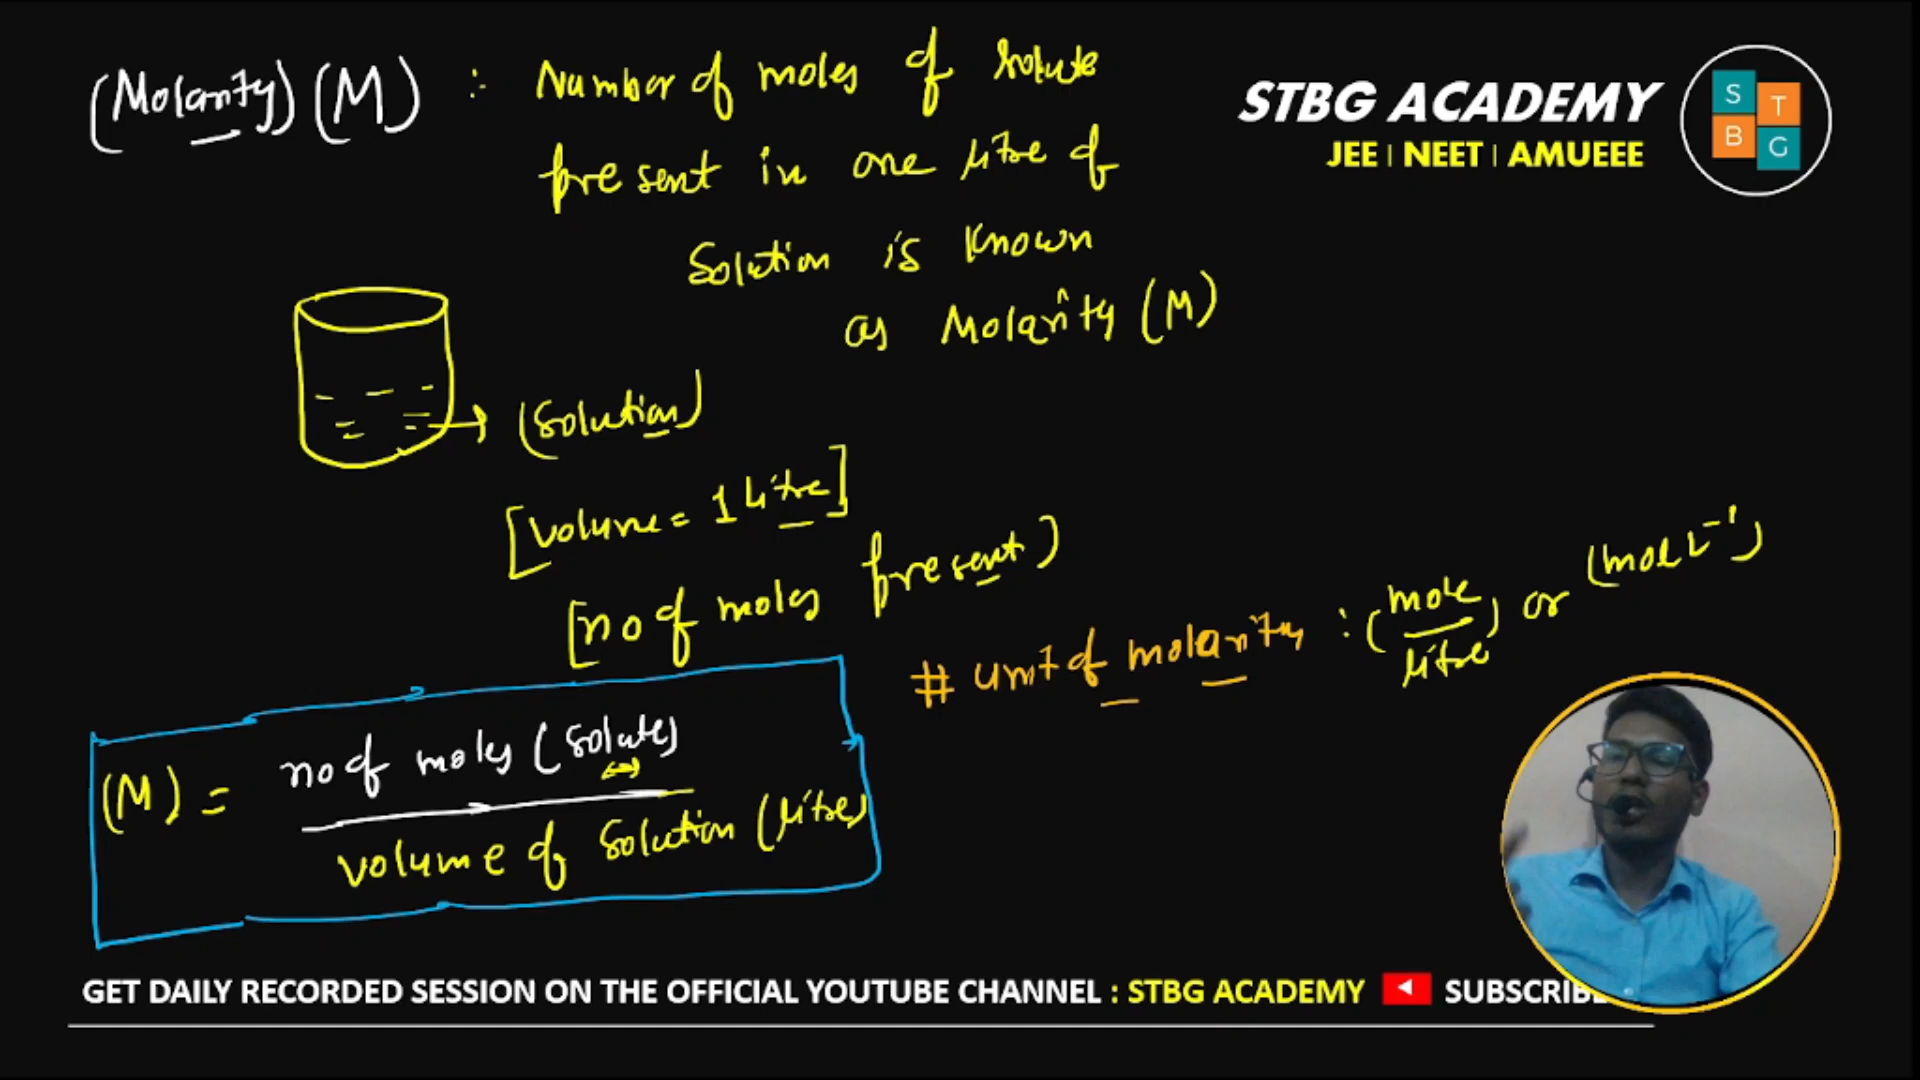 (Molarity) (M) : Number of moles of solute
present in one litre of
Solution is known
as Molarity (M)
STBG ACADEMY
JEE | NEET | AMUEEE
S T
B G
(Solution)
[volume = 1 Litre]
[no of moles present)
# unit of molarity : (mole/litre) or (mol L⁻¹)
(M) = no of moles (solute)
volume of Solution (litre)
GET DAILY RECORDED SESSION ON THE OFFICIAL YOUTUBE CHANNEL : STBG ACADEMY SUBSCRIBE